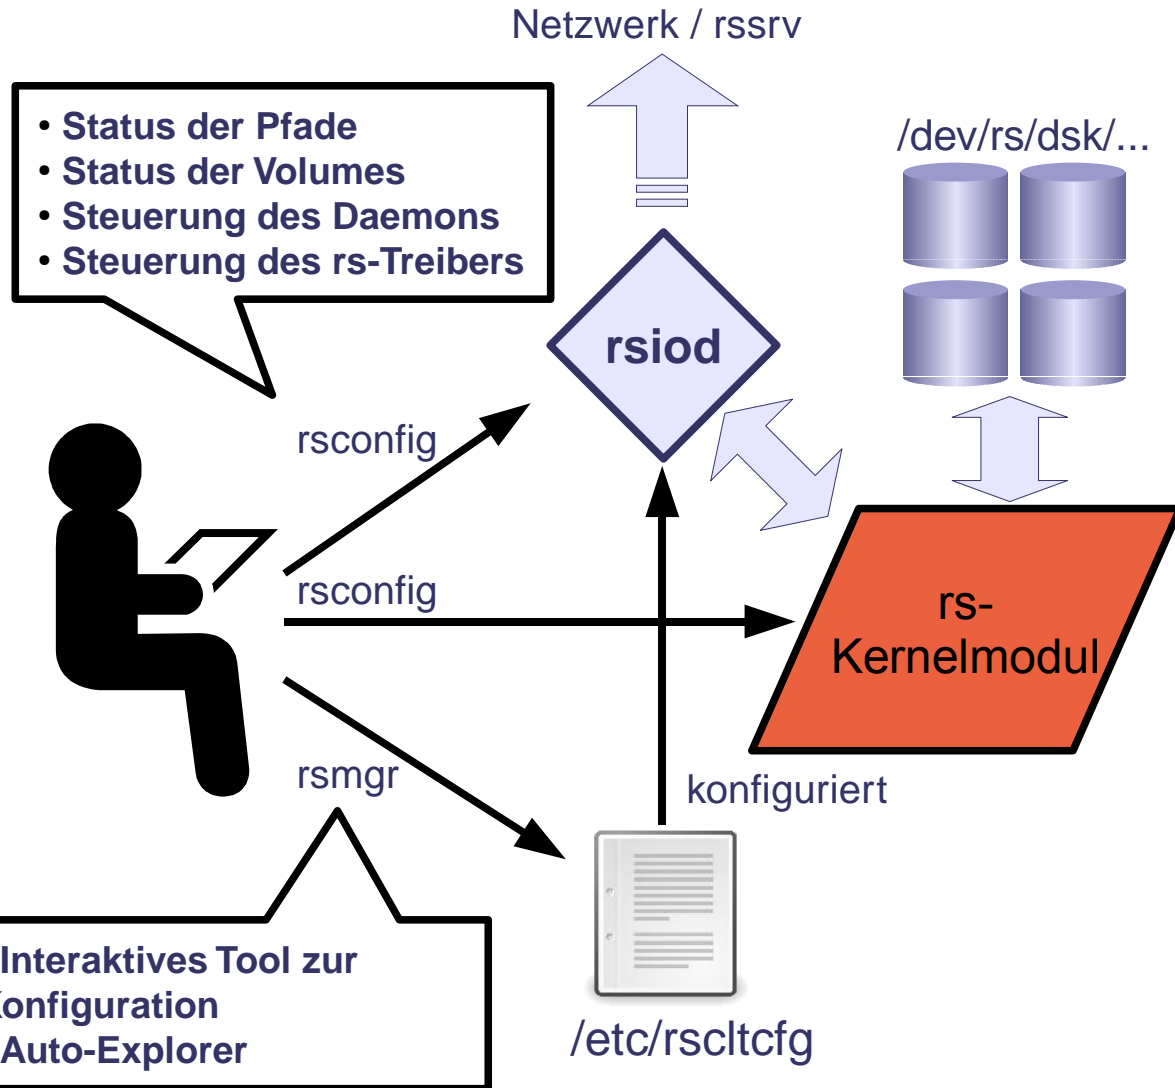 Netzwerk / rssrv
• Status der Pfade
• Status der Volumes
• Steuerung des Daemons
• Steuerung des rs-Treibers
/dev/rs/dsk/...
rsiod
rsconfig
rsconfig
rs-
Kernelmodul
rsmgr
konfiguriert
Interaktives Tool zur
Konfiguration
Auto-Explorer
/etc/rscltcfg